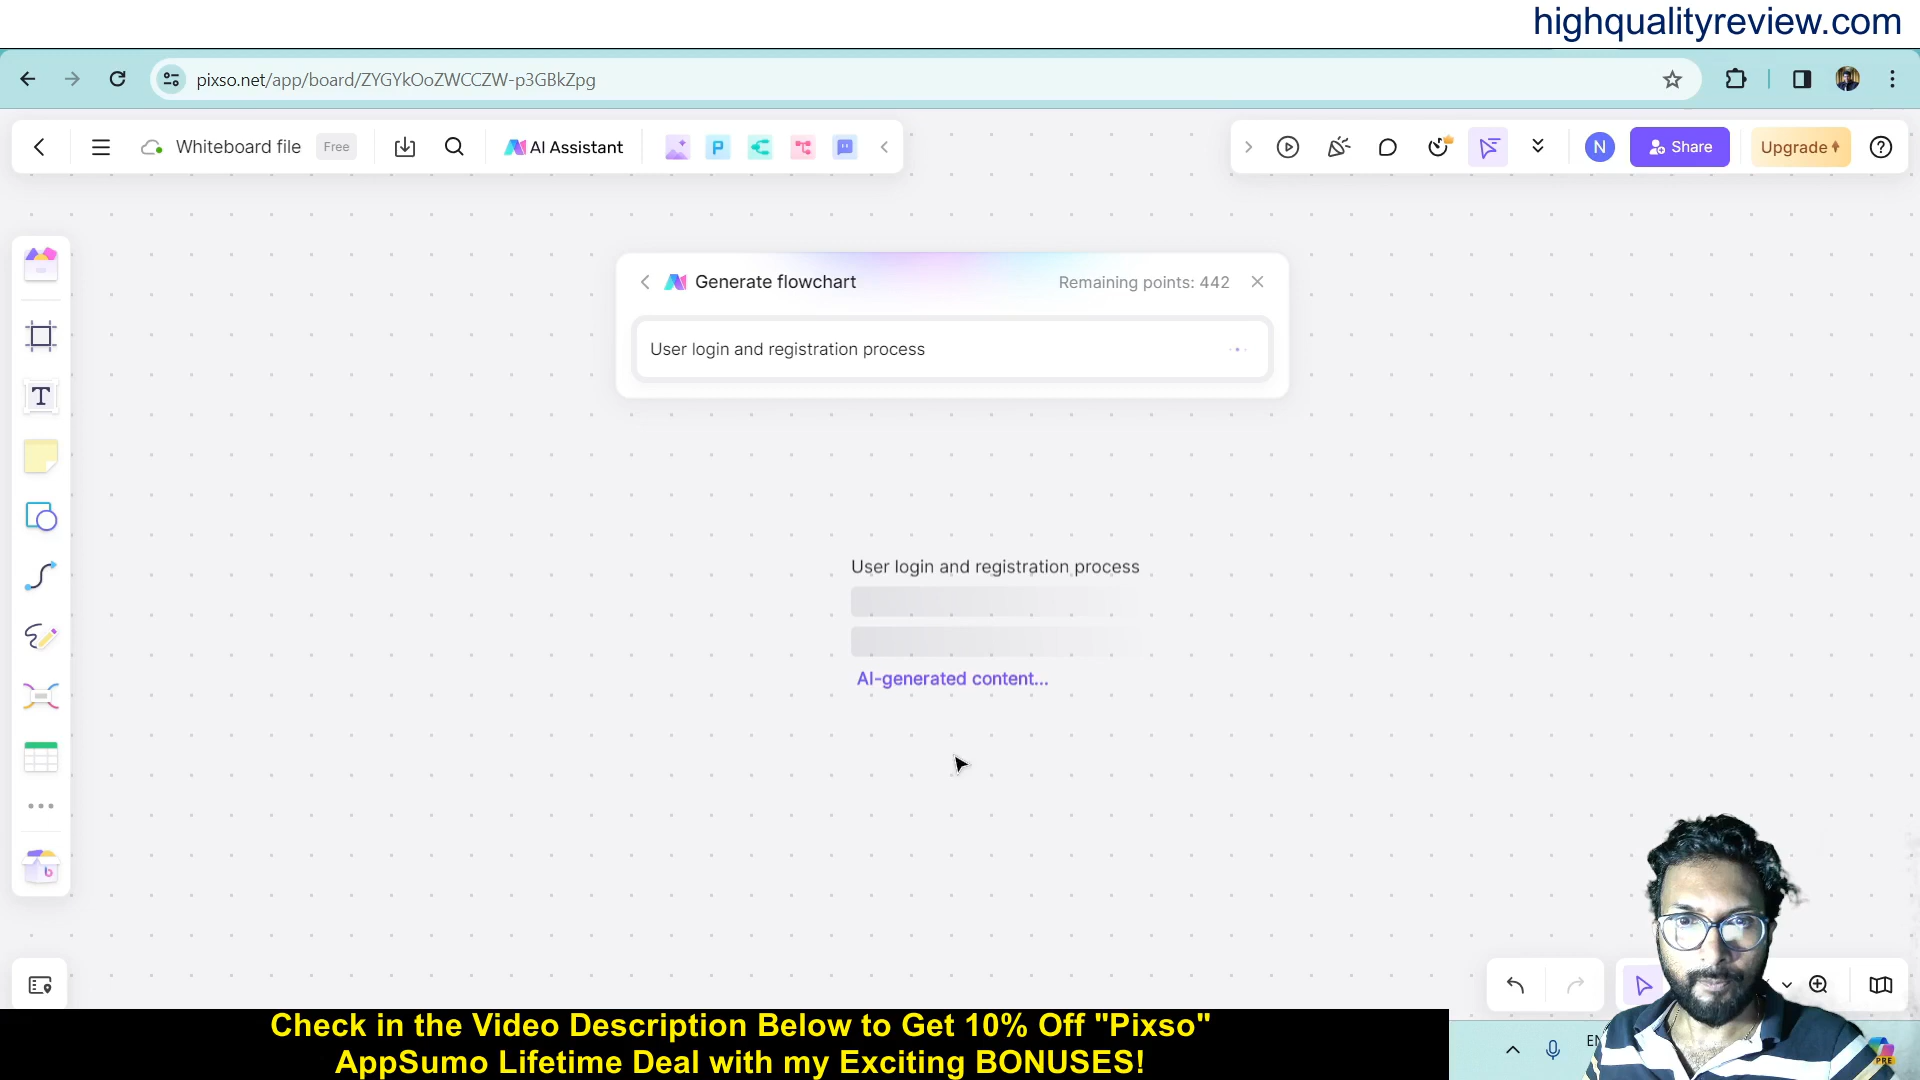 highqualityreview.com
pixso.net/app/board/ZYGYkOoZWCCZW-p3GBkZpg
Whiteboard file Free AI Assistant P N Share Upgrade
Generate flowchart Remaining points: 442
User login and registration process
T
User login and registration process
AI-generated content...
b
Check in the Video Description Below to Get 10% Off "Pixso"
AppSumo Lifetime Deal with my Exciting BONUSES!
PRE